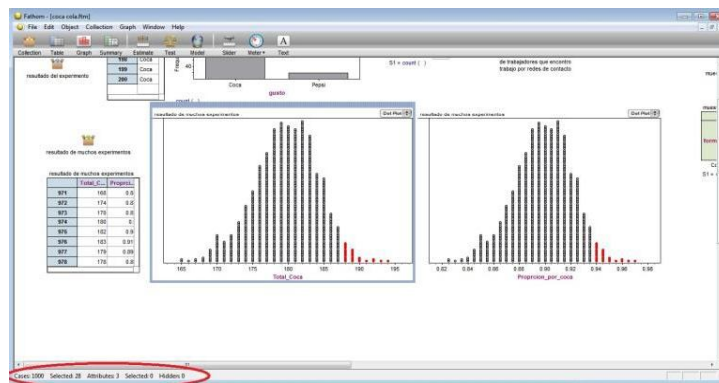 Fathom - [coca cola.ftm]
File Edit Object Collection Graph Window Help
Collection Table Graph Summary Estimate Test Model Slider Meter Text
resultado del experimento
198 Coca
199 Coca
200 Coca
40
Coca Pepsi
gusto
S1 = count ( )
de trabajadores que encontro
trabajo por redes de contacto
resultado de muchos experimentos
resultado de muchos experimentos
Total_C... Proprci...
971 168 0.8
972 174 0.8
973 178 0.8
974 180 0.
975 182 0.9
976 183 0.91
977 179 0.89
978 178 0.8
resultado de muchos experimentos Dot Plot
165 170 175 180 185 190 195
Total_Coca
resultado de muchos experimentos Dot Plot
0.82 0.84 0.86 0.88 0.90 0.92 0.94 0.96 0.98
Proprcion_por_coca
Cases: 1000 Selected: 28 Attributes: 3 Selected: 0 Hidden: 0